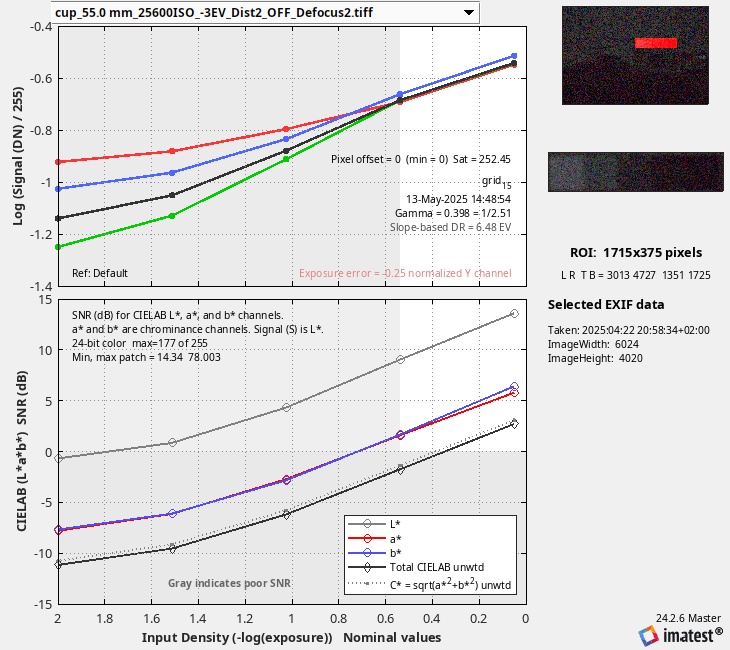 cup_55.0 mm_25600ISO_-3EV_Dist2_OFF_Defocus2.tiff
-0.4
-0.6
-0.8
-1
-1.2
-1.4
Log (Signal (DN) / 255)
Pixel offset = 0 (min = 0) Sat = 252.45
grid_15
13-May-2025 14:48:54
Gamma = 0.398 = 1/2.51
Slope-based DR = 6.48 EV
Ref: Default
Exposure error = -0.25 normalized Y channel
15
10
5
0
-5
-10
-15
CIELAB (L*a*b*) SNR (dB)
SNR (dB) for CIELAB L*, a*, and b* channels.
a* and b* are chrominance channels. Signal (S) is L*.
24-bit color max=177 of 255
Min, max patch = 14.34 78.003
L*
a*
b*
Total CIELAB unwtd
C* = sqrt(a*²+b*²) unwtd
Gray indicates poor SNR
2 1.8 1.6 1.4 1.2 1 0.8 0.6 0.4 0.2 0
Input Density (-log(exposure)) Nominal values
ROI: 1715x375 pixels
L R T B = 3013 4727 1351 1725
Selected EXIF data
Taken: 2025:04:22 20:58:34+02:00
ImageWidth: 6024
ImageHeight: 4020
24.2.6 Master
imatest®